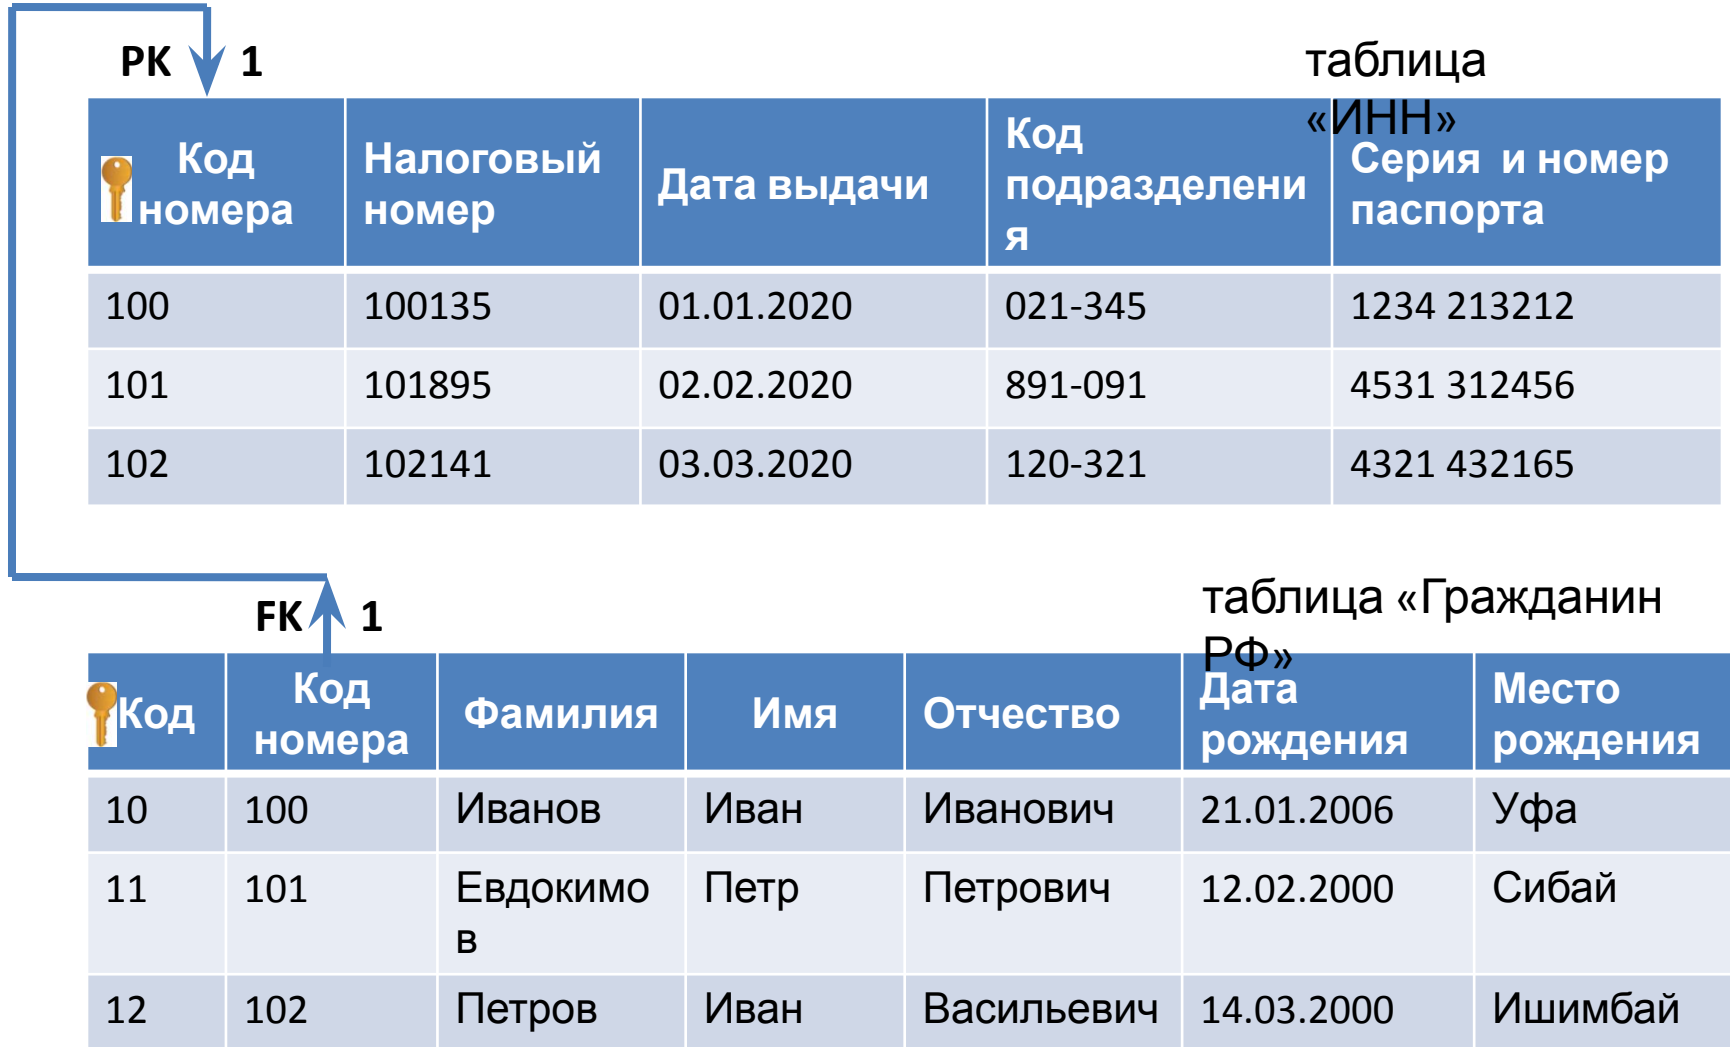 PK 1
таблица
«ИНН»
Код
номера
Налоговый
номер
Дата выдачи
Код
подразделени
я
Серия и номер
паспорта
100 100135 01.01.2020 021-345 1234 213212
101 101895 02.02.2020 891-091 4531 312456
102 102141 03.03.2020 120-321 4321 432165
FK 1
таблица «Гражданин
РФ»
Код
Код
номера
Фамилия
Имя
Отчество
Дата
рождения
Место
рождения
10 100 Иванов Иван Иванович 21.01.2006 Уфа
11 101 Евдокимо Петр Петрович 12.02.2000 Сибай
в
12 102 Петров Иван Васильевич 14.03.2000 Ишимбай